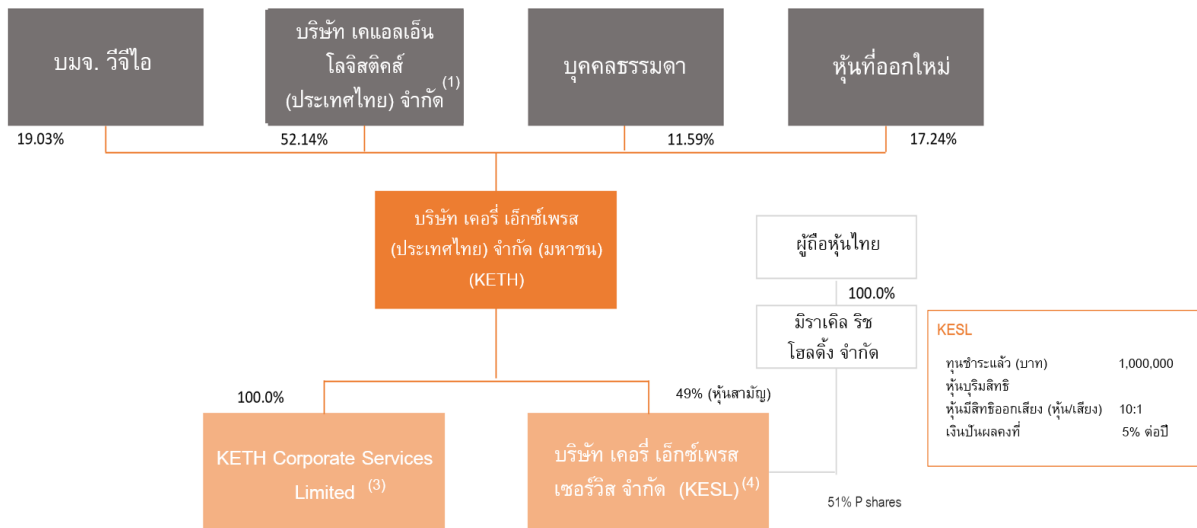 บมจ. วีจีไอ
บริษัท เคแอลเอ็น
โลจิสติคส์
(ประเทศไทย) จำกัด (1)
บุคคลธรรมดา
หุ้นที่ออกใหม่
19.03%
52.14%
11.59%
17.24%
บริษัท เคอรี่ เอ็กซ์เพรส
(ประเทศไทย) จำกัด (มหาชน)
(KETH)
ผู้ถือหุ้นไทย
100.0%
มิราเคิล ริช
โฮลดิ้ง จำกัด
KESL
ทุนชำระแล้ว (บาท) 1,000,000
หุ้นบุริมสิทธิ
หุ้นมีสิทธิออกเสียง (หุ้น/เสียง) 10:1
เงินปันผลคงที่ 5% ต่อปี
100.0%
49% (หุ้นสามัญ)
KETH Corporate Services
Limited (3)
บริษัท เคอรี่ เอ็กซ์เพรส
เซอร์วิส จำกัด (KESL) (4)
51% P shares